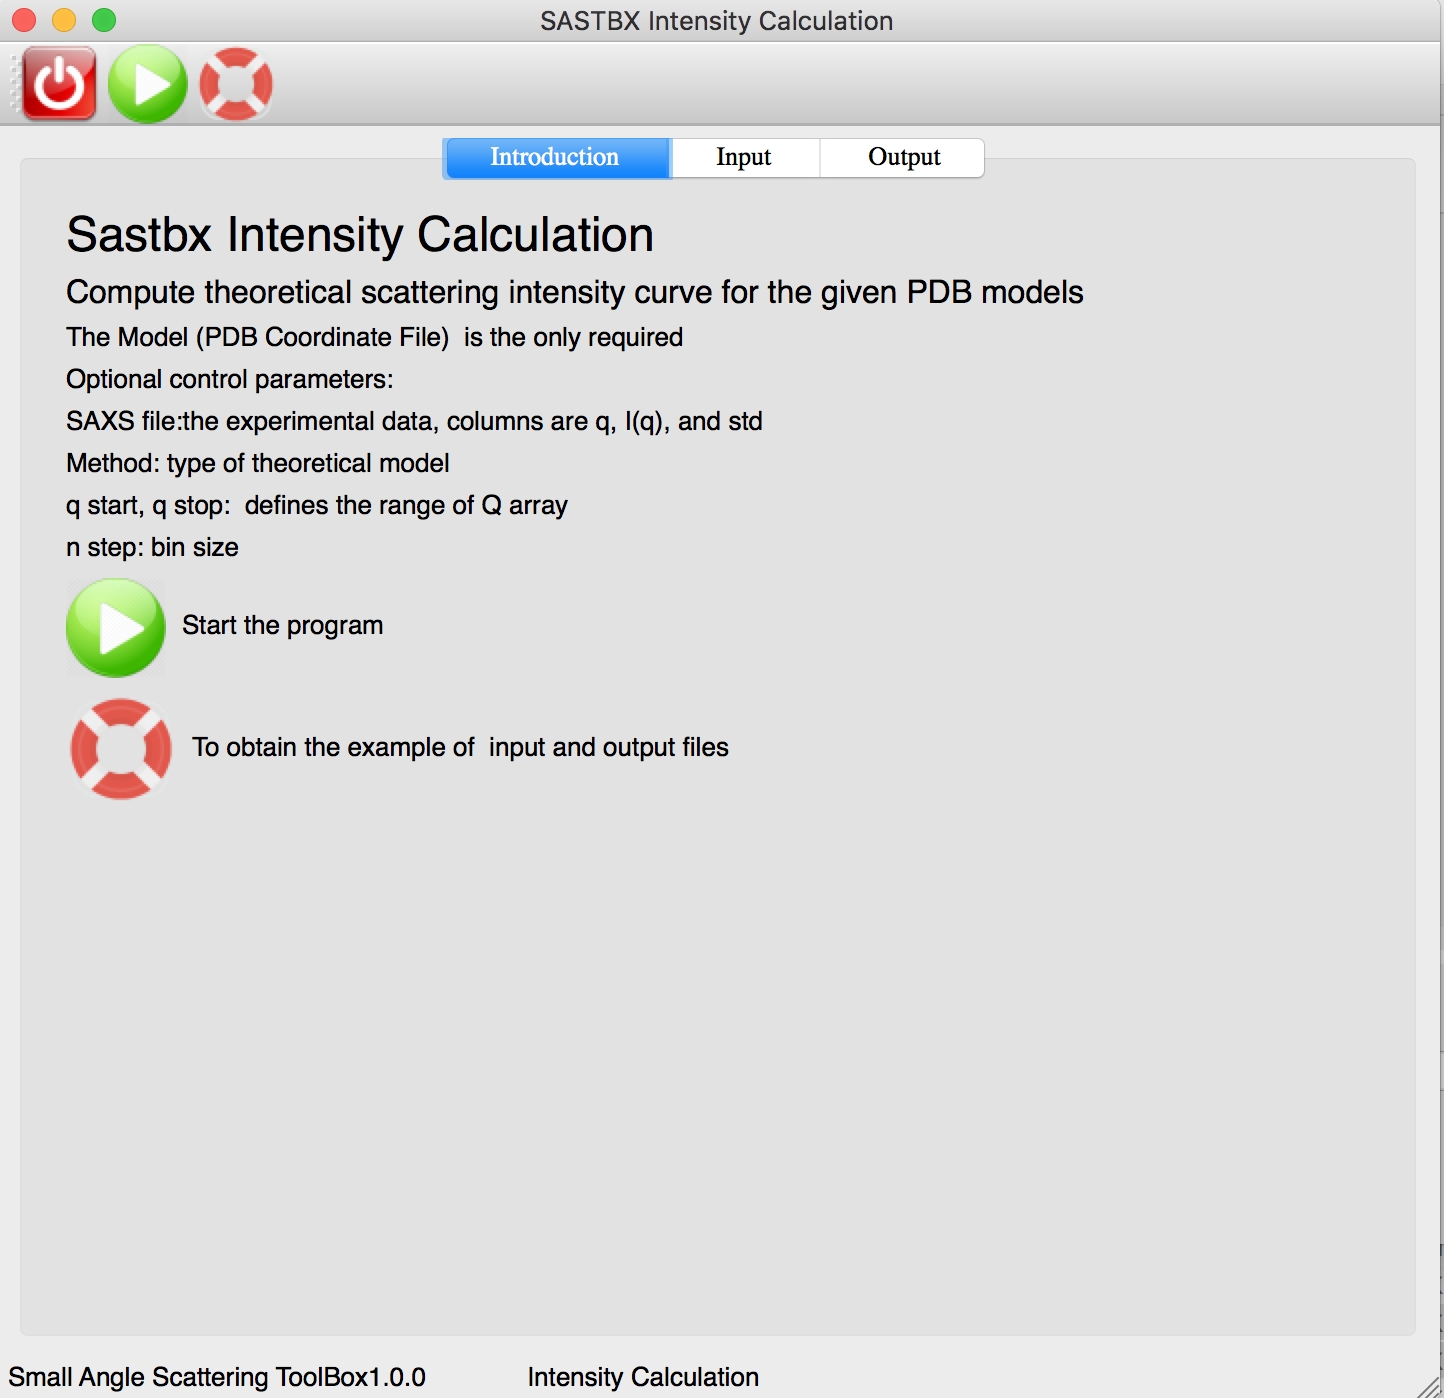 SASTBX Intensity Calculation
Introduction Input Output
Sastbx Intensity Calculation
Compute theoretical scattering intensity curve for the given PDB models
The Model (PDB Coordinate File)  is the only required
Optional control parameters:
SAXS file:the experimental data, columns are q, I(q), and std
Method: type of theoretical model
q start, q stop:  defines the range of Q array
n step: bin size
Start the program
To obtain the example of  input and output files
Small Angle Scattering ToolBox1.0.0 Intensity Calculation